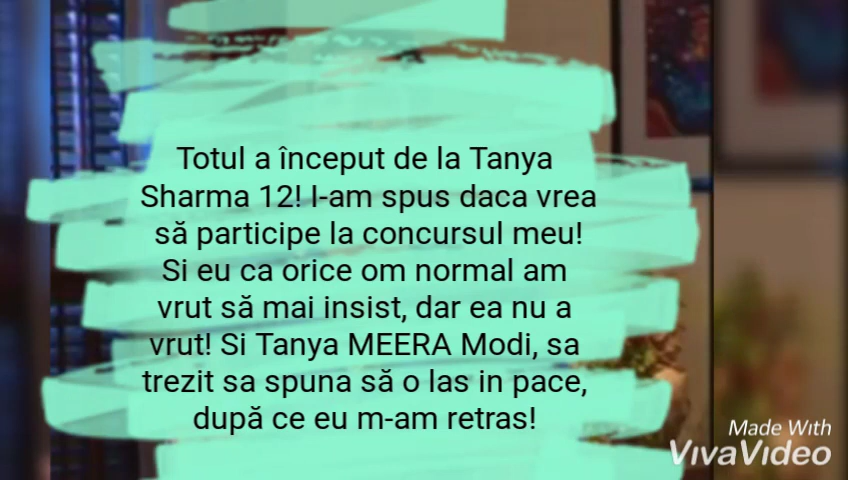 Totul a început de la Tanya
Sharma 12! I-am spus daca vrea
să participe la concursul meu!
Si eu ca orice om normal am
vrut să mai insist, dar ea nu a
vrut! Si Tanya MEERA Modi, sa
trezit sa spuna să o las in pace,
după ce eu m-am retras!
Made With
VivaVideo